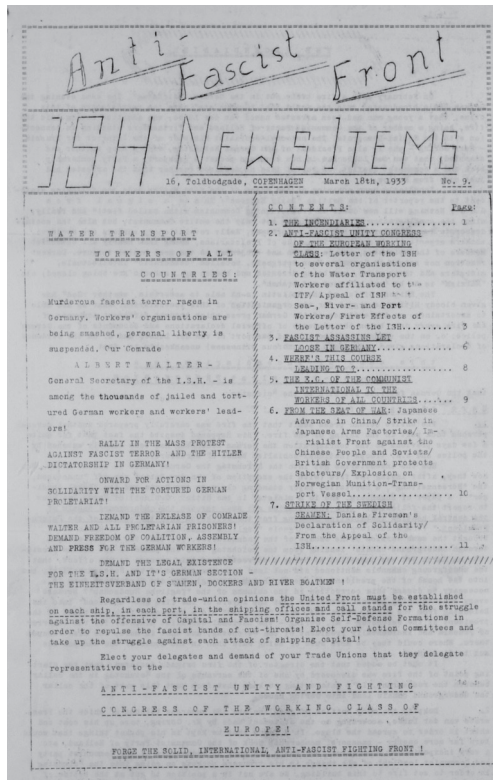 Anti-
Fascist
Front
ISH NEWS ITEMS
16, Toldbodgade, COPENHAGEN March 18th, 1933 No. 9.
WATER TRANSPORT
WORKERS OF ALL
COUNTRIES!
Murderous fascist terror rages in
Germany. Workers' organisations are
being smashed, personal liberty is
suspended. Our Comrade
ALBERT WALTER -
General Secretary of the I.S.H. - is
among the thousands of jailed and tort-
ured German workers and workers' lead-
ers!
RALLY IN THE MASS PROTEST
AGAINST FASCIST TERROR AND THE HITLER
DICTATORSHIP IN GERMANY!
ONWARD FOR ACTIONS IN
SOLIDARITY WITH THE TORTURED GERMAN
PROLETARIAT!
DEMAND THE RELEASE OF COMRADE
WALTER AND ALL PROLETARIAN PRISONERS!
DEMAND FREEDOM OF COALITION, ASSEMBLY
AND PRESS FOR THE GERMAN WORKERS!
DEMAND THE LEGAL EXISTENCE
FOR THE I.S.H. AND IT'S GERMAN SECTION -
THE EINHEITSVERBAND OF SEAMEN, DOCKERS AND RIVER BOATMEN !
CONTENTS: Page:
1. THE INCENDIARIES.................. 1
2. ANTI-FASCIST UNITY CONGRESS
OF THE EUROPEAN WORKING
CLASS: Letter of the ISH
to several organisations
of the Water Transport
Workers affiliated to the
ITF/ Appeal of ISH
Sea-, River- and Port
Workers/ First Effects of
the Letter of the ISH.......... 3
3. FASCIST ASSASSINS LET
LOOSE IN GERMANY............... 6
4. WHERE'S THIS COURSE
LEADING TO ?................... 8
5. THE E.C. OF THE COMMUNIST
INTERNATIONAL TO THE
WORKERS OF ALL COUNTRIES...... 9
6. FROM THE SEAT OF WAR: Japanese
Advance in China/ Strike in
Japanese Arms Factories/ Im-
rialist Front against the
Chinese People and Soviets/
British Government protects
Saboteurs/ Explosion on
Norwegian Munition-Trans-
port Vessel.................... 10
7. STRIKE OF THE SWEDISH
SEAMEN: Danish Firemen's
Declaration of Solidarity/
From the Appeal of the
ISH............................ 11
Regardless of trade-union opinions the United Front must be established
on each ship, in each port, in the shipping offices and call stands for the struggle
against the offensive of Capital and Fascism! Organise Self-Defense Formations in
order to repulse the fascist bands of cut-throats! Elect your Action Committees and
take up the struggle against each attack of shipping capital!
Elect your delegates and demand of your Trade Unions that they delegate
representatives to the
ANTI-FASCIST UNITY AND FIGHTING
CONGRESS OF THE WORKING CLASS OF
EUROPE!
FORGE THE SOLID, INTERNATIONAL, ANTI-FASCIST FIGHTING FRONT !